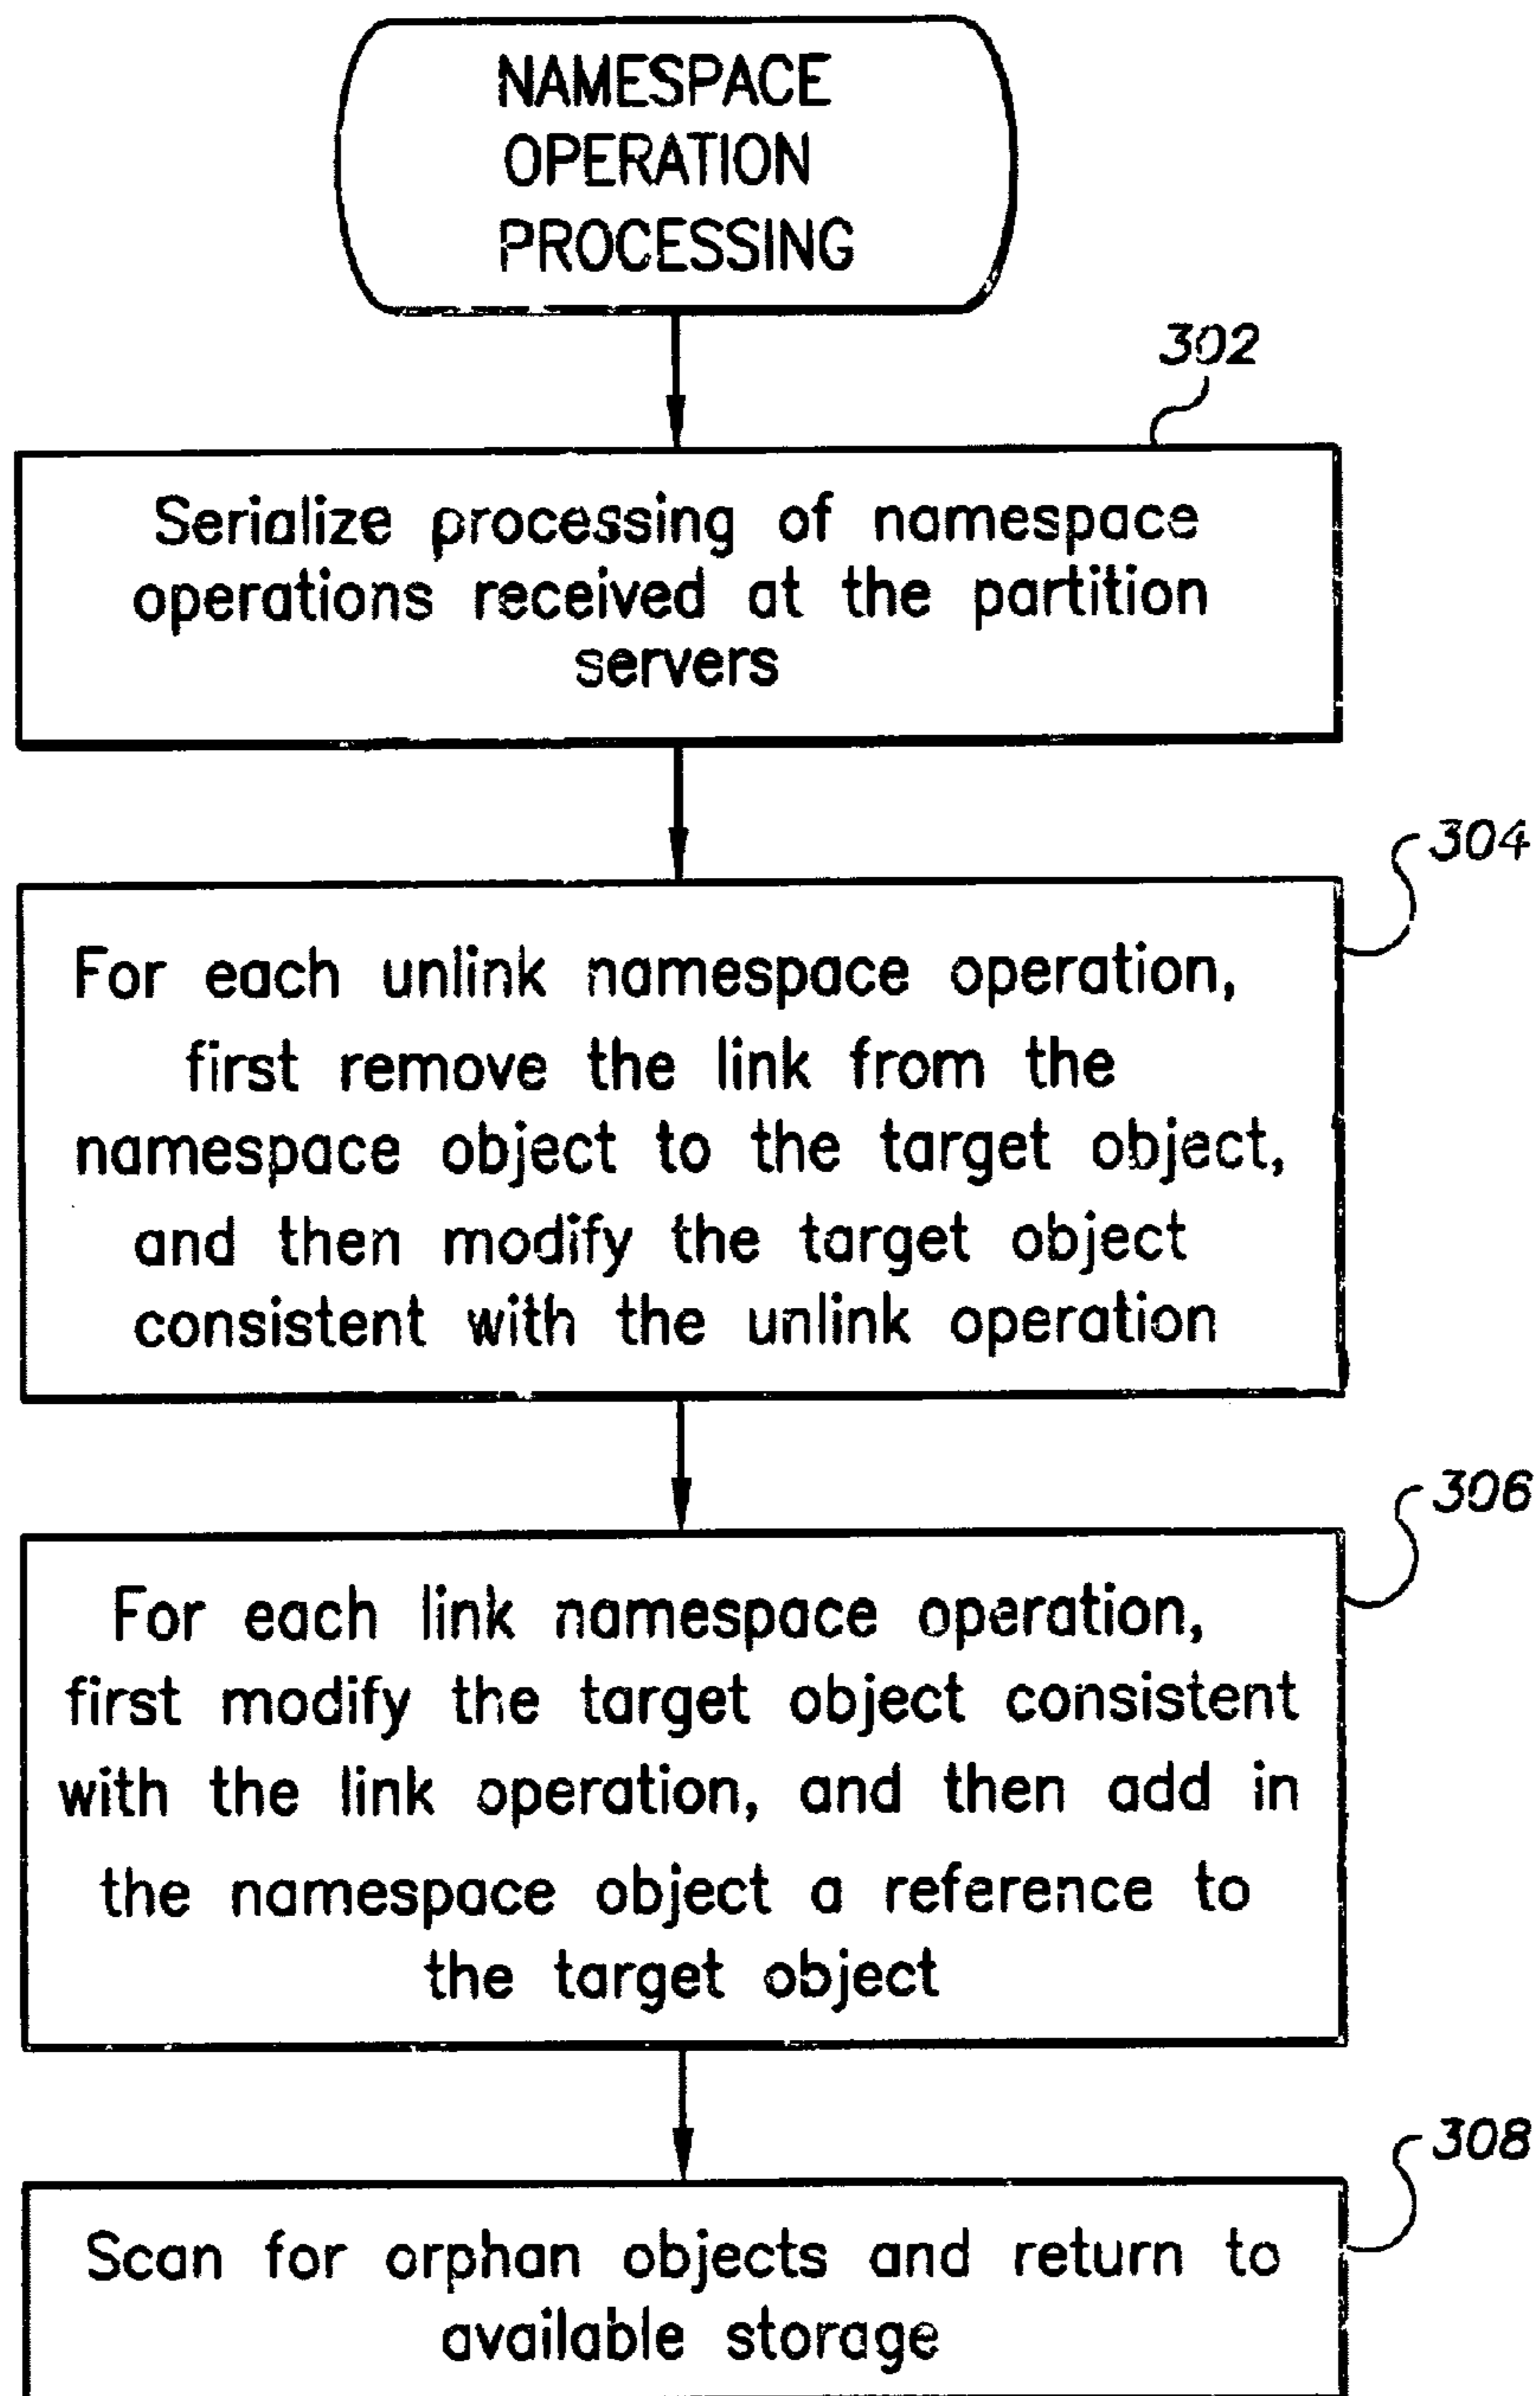 NAMESPACE
OPERATION
PROCESSING
302
Serialize processing of namespace
operations received at the partition
servers
304
For each unlink namespace operation,
first remove the link from the
namespace object to the target object,
and then modify the target object
consistent with the unlink operation
306
For each link namespace operation,
first modify the target object consistent
with the link operation, and then add in
the namespace object a reference to
the target object
308
Scan for orphan objects and return to
available storage